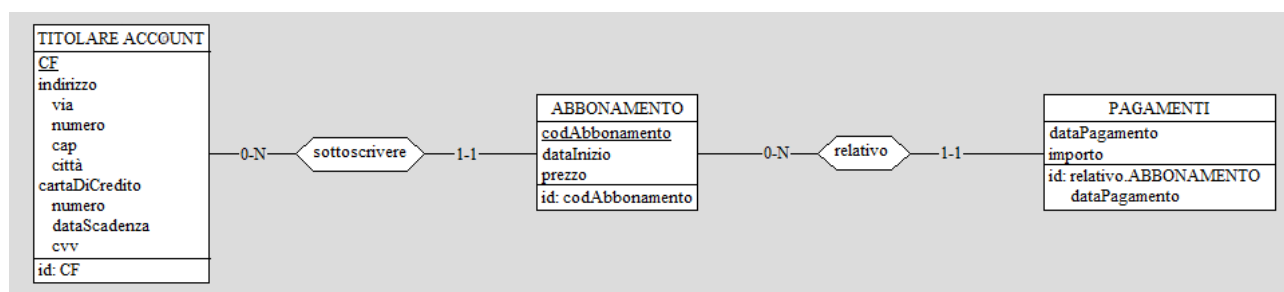 TITOLARE ACCOUNT
CF
indirizzo
via
numero
cap
città
cartaDiCredito
numero
dataScadenza
cvv
id: CF
0-N
sottoscrivere
1-1
ABBONAMENTO
codAbbonamento
dataInizio
prezzo
id: codAbbonamento
0-N
relativo
1-1
PAGAMENTI
dataPagamento
importo
id: relativo.ABBONAMENTO
dataPagamento